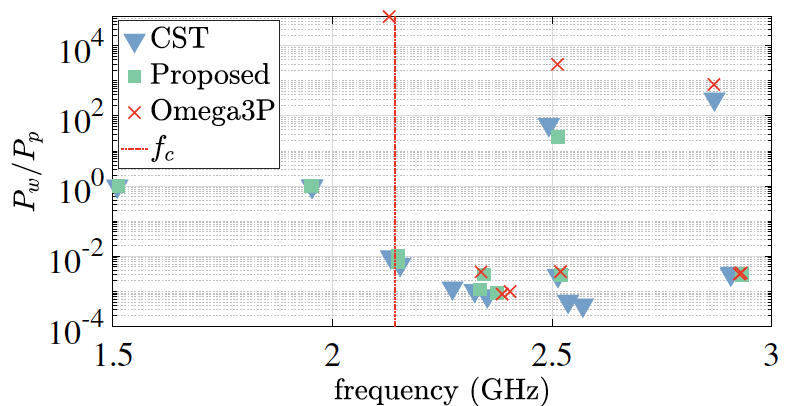 10^4
10^2
10^0
10^-2
10^-4
P_w/P_p
CST
Proposed
Omega3P
f_c
1.5
2
2.5
3
frequency (GHz)